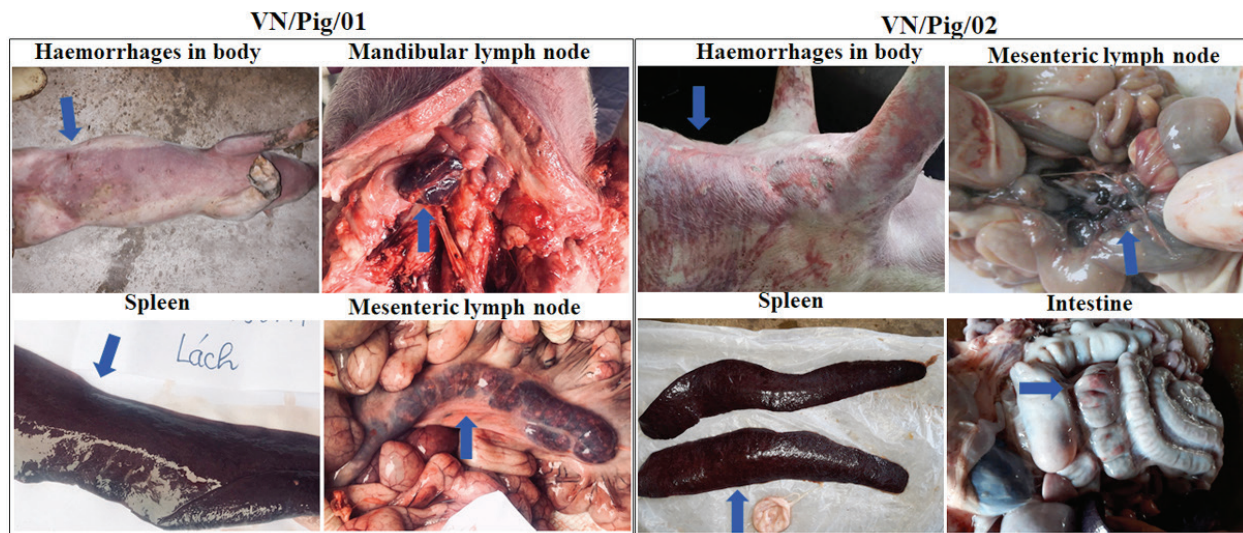 VN/Pig/01
VN/Pig/02
Haemorrhages in body
Mandibular lymph node
Haemorrhages in body
Mesenteric lymph node
Spleen
Mesenteric lymph node
Spleen
Intestine
Lách